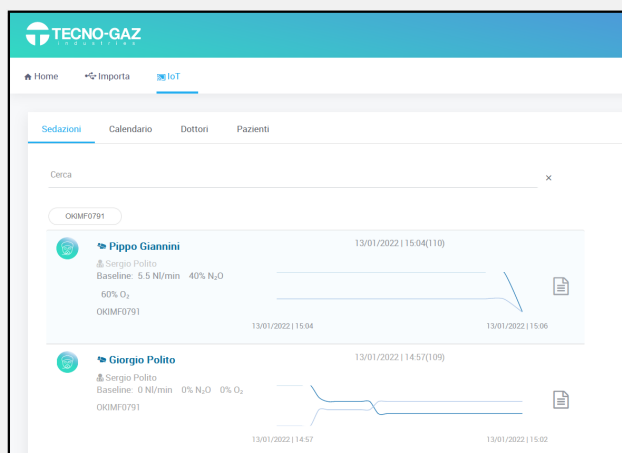 TECNO-GAZ
industries
Home Importa IoT
Sedazioni Calendario Dottori Pazienti
Cerca ×
OKIMF0791
Pippo Giannini 13/01/2022 | 15:04(110)
Sergio Polito
Baseline: 5.5 Nl/min 40% N₂O
60% O₂
OKIMF0791
13/01/2022 | 15:04 13/01/2022 | 15:06
Giorgio Polito 13/01/2022 | 14:57(109)
Sergio Polito
Baseline: 0 Nl/min 0% N₂O 0% O₂
OKIMF0791
13/01/2022 | 14:57 13/01/2022 | 15:02